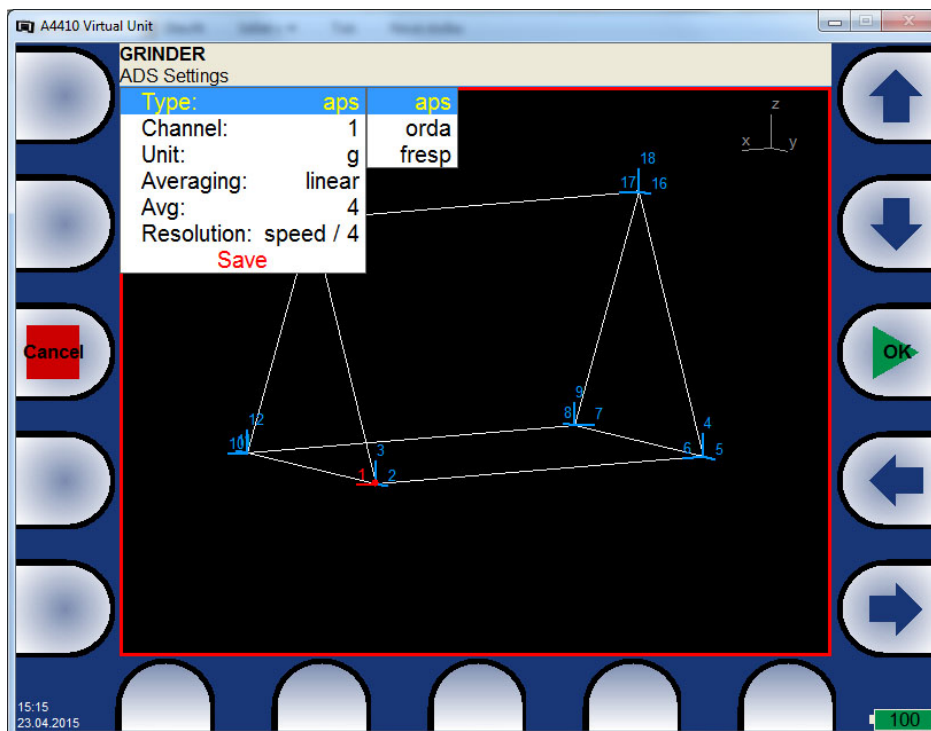 A4410 Virtual Unit
GRINDER
ADS Settings
Type: aps
Channel: 1
Unit: g
Averaging: linear
Avg: 4
Resolution: speed / 4
Save
aps
orda
fresp
z
x y
18
17 16
9
8 7
4
6 5
12
10
3
1 2
Cancel
OK
15:15
23.04.2015
100